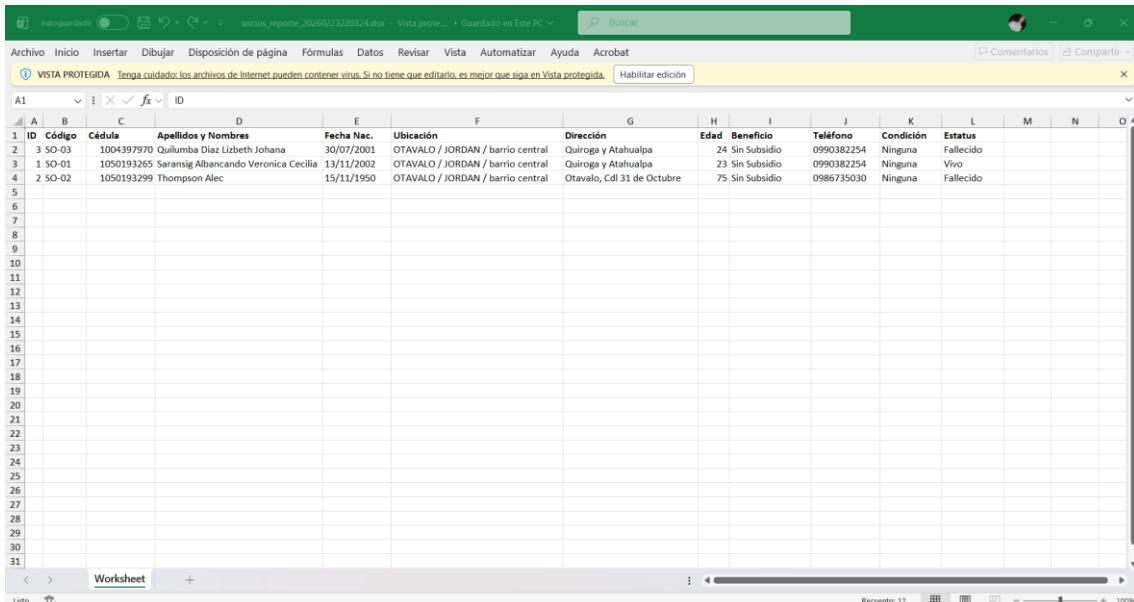 Autoguardado socios_reporte_20260223220324.xlsx - Vista prote... • Guardado en Este PC Buscar
Archivo Inicio Insertar Dibujar Disposición de página Fórmulas Datos Revisar Vista Automatizar Ayuda Acrobat Comentarios Compartir
VISTA PROTEGIDA Tenga cuidado: los archivos de Internet pueden contener virus. Si no tiene que editarlo, es mejor que siga en Vista protegida. Habilitar edición
A1 fx ID
A B C D E F G H I J K L M N O
1 ID Código Cédula Apellidos y Nombres Fecha Nac. Ubicación Dirección Edad Beneficio Teléfono Condición Estatus
2 3 SO-03 1004397970 Quilumba Diaz Lizbeth Johana 30/07/2001 OTAVALO / JORDAN / barrio central Quiroga y Atahualpa 24 Sin Subsidio 0990382254 Ninguna Fallecido
3 1 SO-01 1050193265 Saransig Albancando Veronica Cecilia 13/11/2002 OTAVALO / JORDAN / barrio central Quiroga y Atahualpa 23 Sin Subsidio 0990382254 Ninguna Vivo
4 2 SO-02 1050193299 Thompson Alec 15/11/1950 OTAVALO / JORDAN / barrio central Otavalo, Cdl 31 de Octubre 75 Sin Subsidio 0986735030 Ninguna Fallecido
5
6
7
8
9
10
11
12
13
14
15
16
17
18
19
20
21
22
23
24
25
26
27
28
29
30
31
Worksheet
Listo Recuento: 12 100%